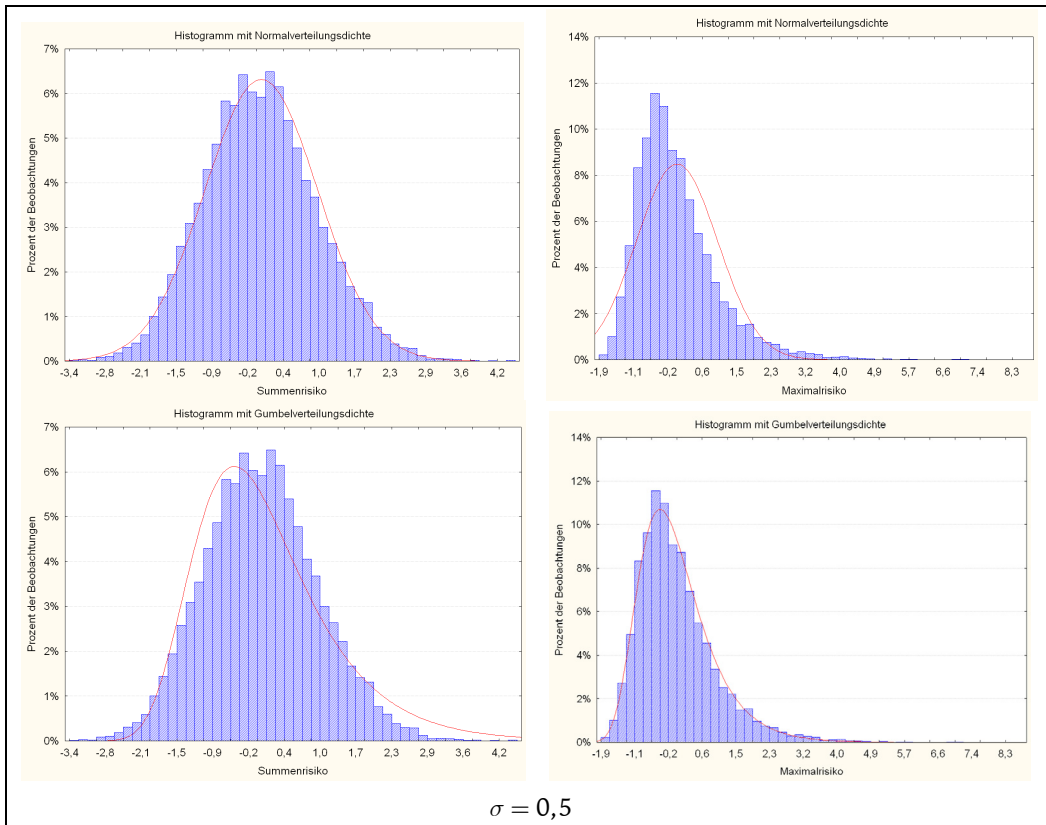 Histogramm mit Normalverteilungsdichte
7%
6%
5%
4%
3%
2%
1%
0%
Prozent der Beobachtungen
-3,4 -2,8 -2,1 -1,5 -0,9 -0,2 0,4 1,0 1,7 2,3 2,9 3,6 4,2
Summenrisiko
Histogramm mit Normalverteilungsdichte
14%
12%
10%
8%
6%
4%
2%
0%
Prozent der Beobachtungen
-1,9 -1,1 -0,2 0,6 1,5 2,3 3,2 4,0 4,9 5,7 6,6 7,4 8,3
Maximalrisiko
Histogramm mit Gumbelverteilungsdichte
7%
6%
5%
4%
3%
2%
1%
0%
Prozent der Beobachtungen
-3,4 -2,8 -2,1 -1,5 -0,9 -0,2 0,4 1,0 1,7 2,3 2,9 3,6 4,2
Summenrisiko
Histogramm mit Gumbelverteilungsdichte
14%
12%
10%
8%
6%
4%
2%
0%
Prozent der Beobachtungen
-1,9 -1,1 -0,2 0,6 1,5 2,3 3,2 4,0 4,9 5,7 6,6 7,4 8,3
Maximalrisiko
σ = 0,5